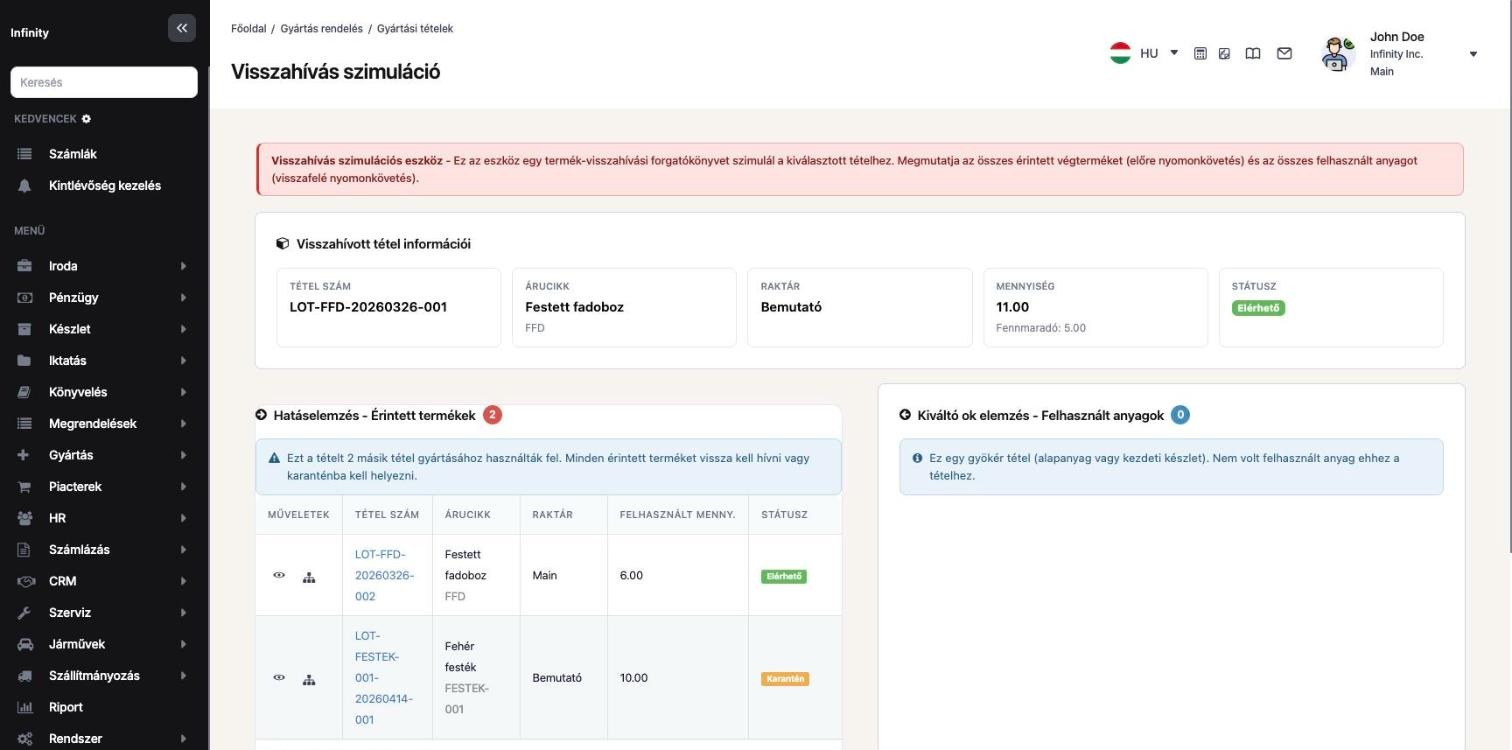 Infinity
Keresés
KEDVENCEK
Számlák
Kintlévőség kezelés
MENÜ
Iroda
Pénzügy
Készlet
Iktatás
Könyvelés
Megrendelések
Gyártás
Piacterek
HR
Számlázás
CRM
Szerviz
Járművek
Szállítmányozás
Riport
Rendszer
Főoldal / Gyártás rendelés / Gyártási tételek
Visszahívás szimuláció
HU
John Doe
Infinity Inc.
Main
Visszahívás szimulációs eszköz - Ez az eszköz egy termék-visszahívási forgatókönyvet szimulál a kiválasztott tételhez. Megmutatja az összes érintett végterméket (előre nyomonkövetés) és az összes felhasznált anyagot
(visszafelé nyomonkövetés).
Visszahívott tétel információi
TÉTEL SZÁM
LOT-FFD-20260326-001
ÁRUCIKK
Festett fadoboz
FFD
RAKTÁR
Bemutató
MENNYISÉG
11.00
Fennmaradó: 5.00
STÁTUSZ
Elérhető
Hatáselemzés - Érintett termékek 2
Ezt a tételt 2 másik tétel gyártásához használták fel. Minden érintett terméket vissza kell hívni vagy
karanténba kell helyezni.
MŰVELETEK TÉTEL SZÁM ÁRUCIKK RAKTÁR FELHASZNÁLT MENNY. STÁTUSZ
LOT-FFD-
20260326-
002
Festett
fadoboz
FFD
Main
6.00
Elérhető
LOT-
FESTEK-
001-
20260414-
001
Fehér
festék
FESTEK-
001
Bemutató
10.00
Karantén
Kiváltó ok elemzés - Felhasznált anyagok 0
Ez egy gyökér tétel (alapanyag vagy kezdeti készlet). Nem volt felhasznált anyag ehhez a
tételhez.